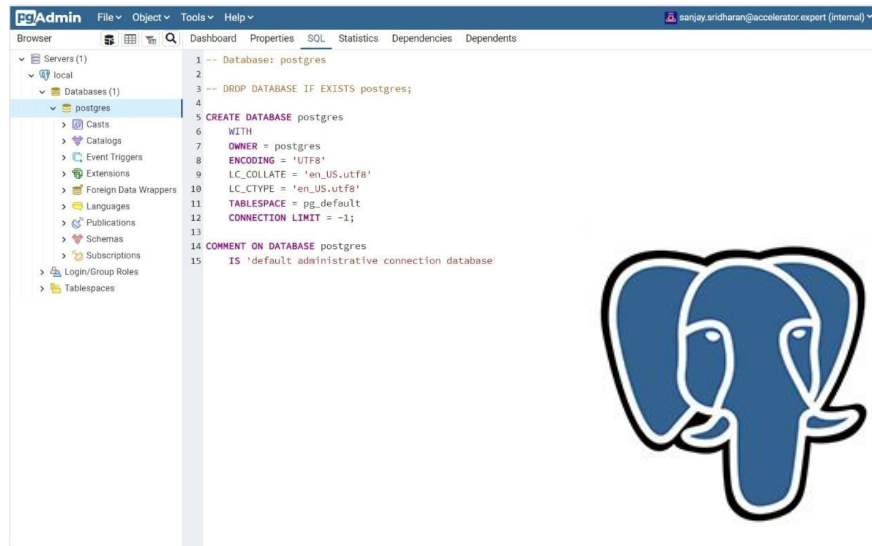 pgAdmin File Object Tools Help sanjay.sridharan@accelerator.expert (internal)
Browser Dashboard Properties SQL Statistics Dependencies Dependents
Servers (1)
local
Databases (1)
postgres
Casts
Catalogs
Event Triggers
Extensions
Foreign Data Wrappers
Languages
Publications
Schemas
Subscriptions
Login/Group Roles
Tablespaces
1 -- Database: postgres
2
3 -- DROP DATABASE IF EXISTS postgres;
4
5 CREATE DATABASE postgres
6 WITH
7 OWNER = postgres
8 ENCODING = 'UTF8'
9 LC_COLLATE = 'en_US.utf8'
10 LC_CTYPE = 'en_US.utf8'
11 TABLESPACE = pg_default
12 CONNECTION LIMIT = -1;
13
14 COMMENT ON DATABASE postgres
15 IS 'default administrative connection database